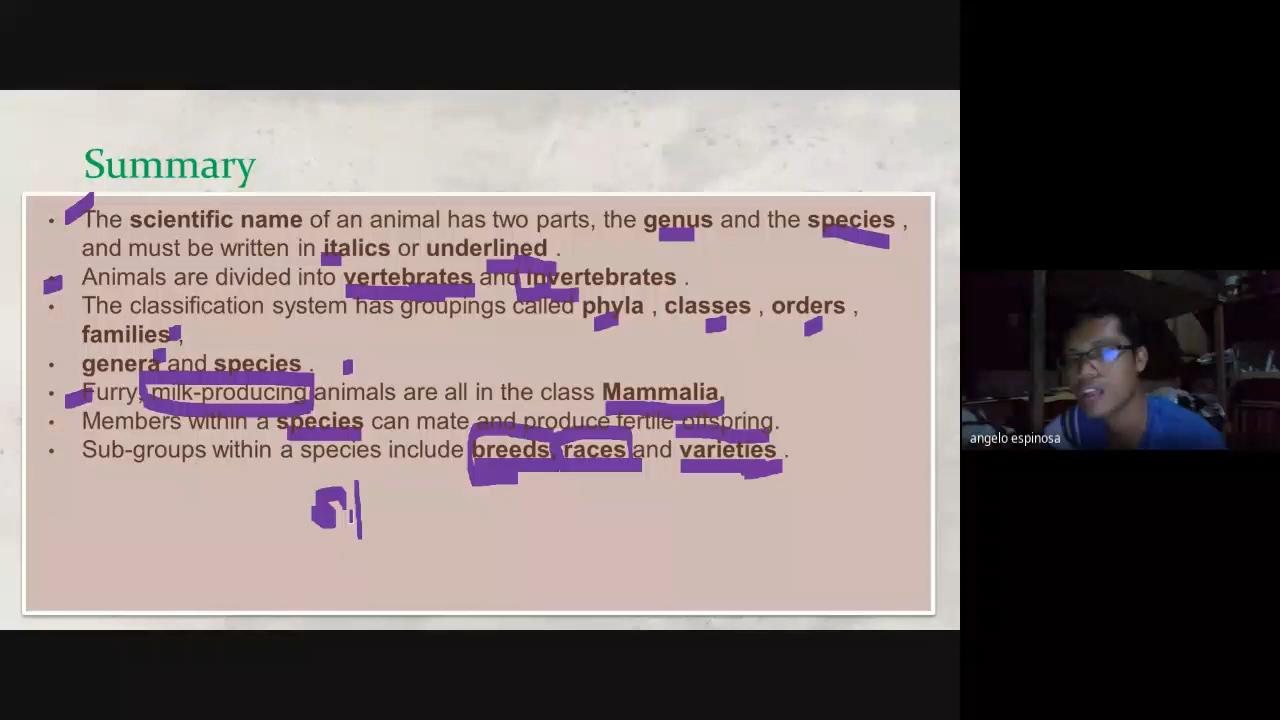 Summary
• The scientific name of an animal has two parts, the genus and the species ,
and must be written in italics or underlined .
• Animals are divided into vertebrates and invertebrates .
• The classification system has groupings called phyla , classes , orders ,
families ,
• genera and species .
• Furry, milk-producing animals are all in the class Mammalia.
• Members within a species can mate and produce fertile offspring.
• Sub-groups within a species include breeds, races and varieties .
angelo espinosa